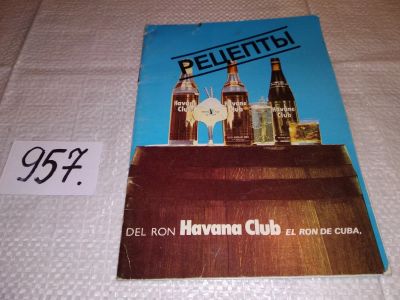 РЕЦЕПТЫ
Havana Club
Havana Club
Havana Club
957.
DEL RON Havana Club EL RON DE CUBA.